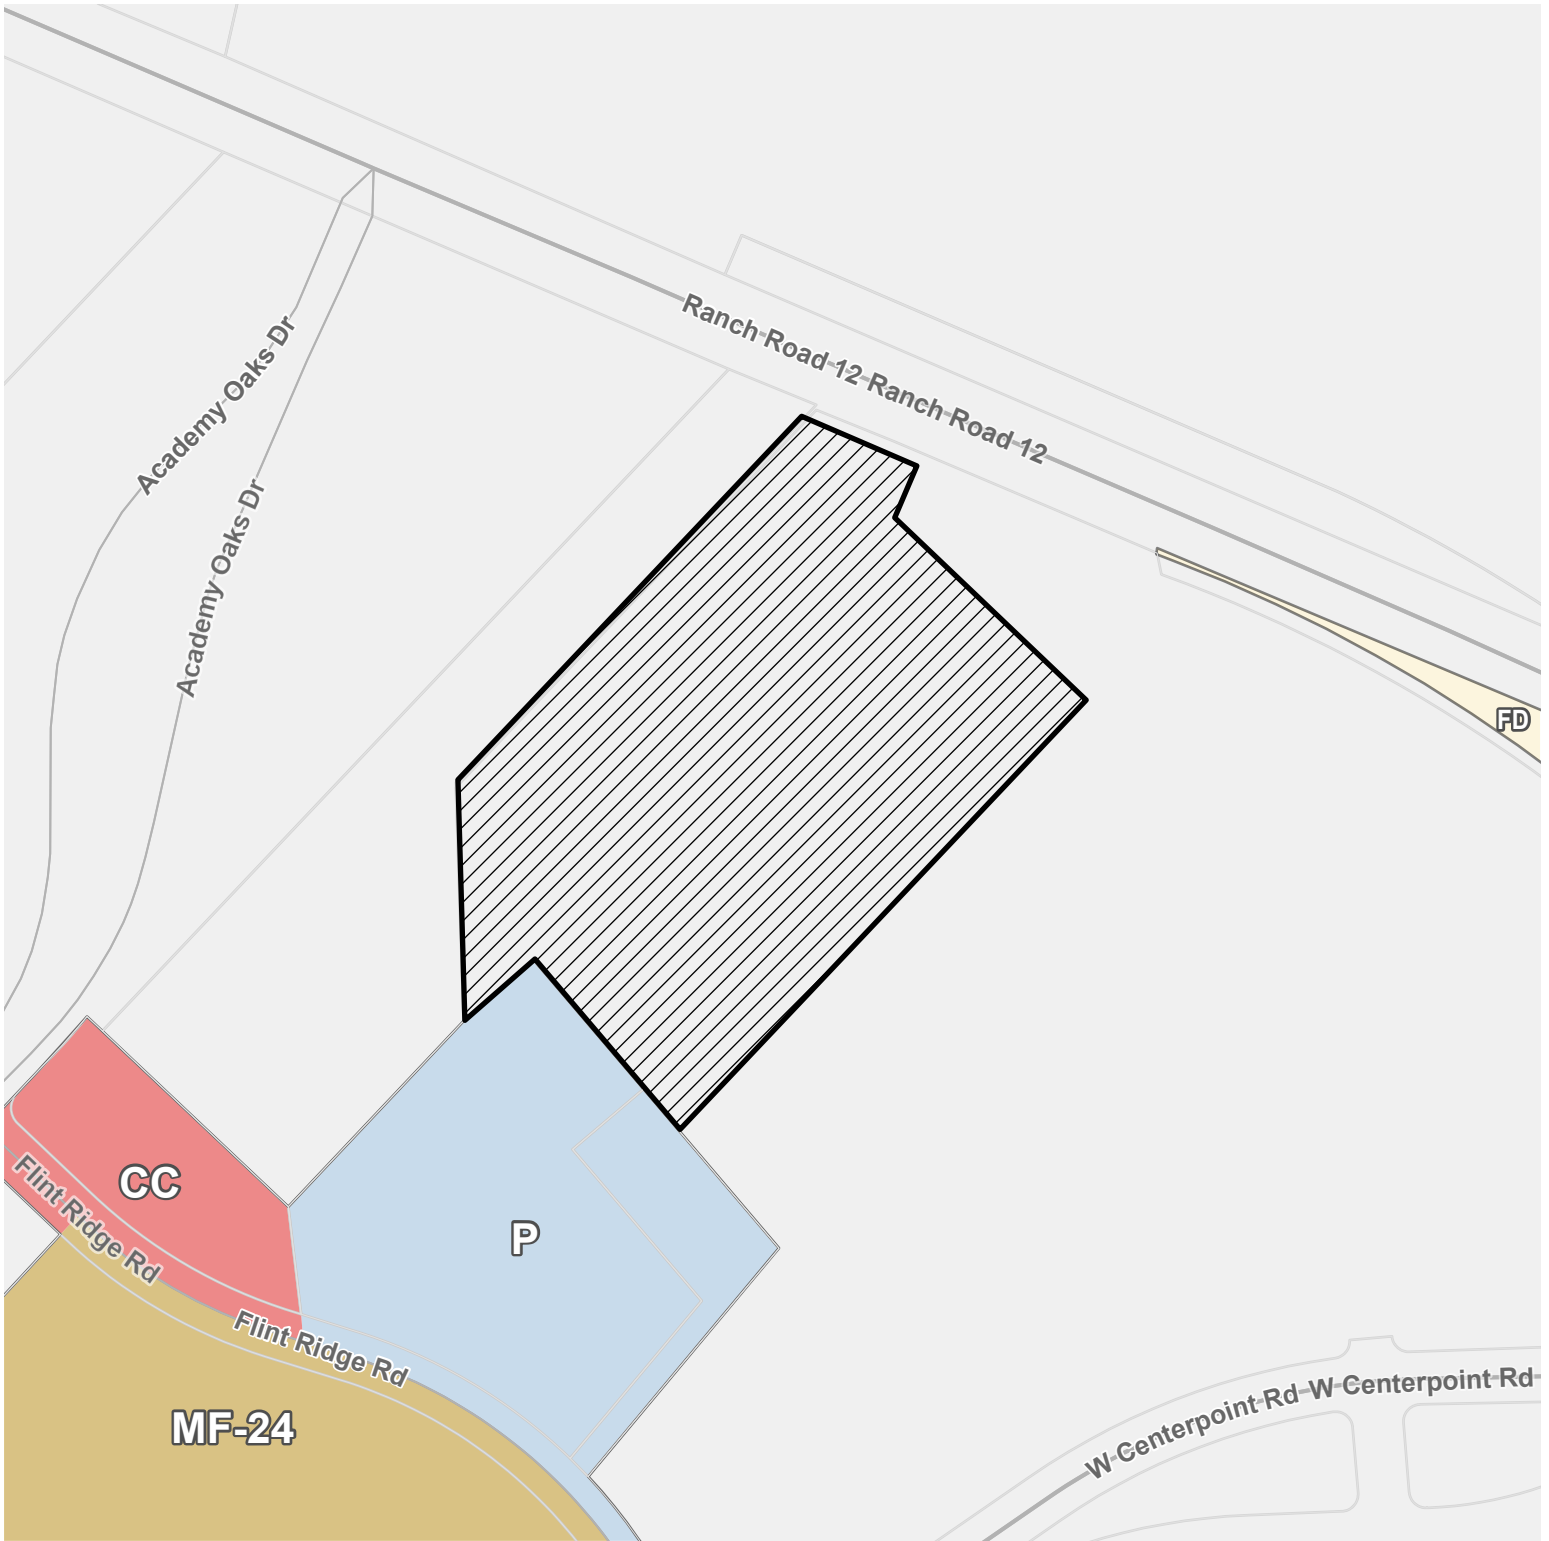 Ranch Road 12 Ranch Road 12
Academy Oaks Dr
Academy Oaks Dr
FD
CC
Flint Ridge Rd
P
Flint Ridge Rd
MF-24
W Centerpoint Rd W Centerpoint Rd